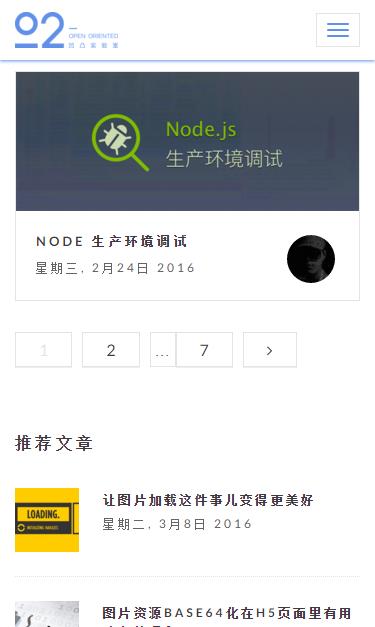 O2
OPEN ORIENTED
凹凸实验室
Node.js
生产环境调试
NODE 生产环境调试
星期三, 2月24日 2016
1 2 ... 7 >
推荐文章
LOADING.
让图片加载这件事儿变得更美好
星期二, 3月8日 2016
图片资源BASE64化在H5页面里有用